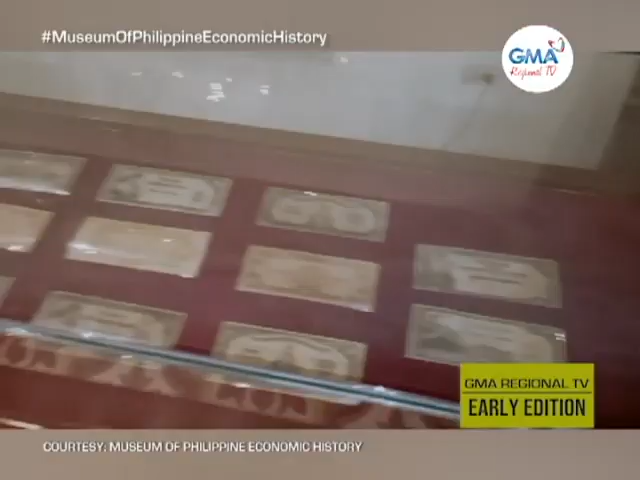 #MuseumOfPhilippineEconomicHistory
GMA
Regional TV
GMA REGIONAL TV
EARLY EDITION
COURTESY: MUSEUM OF PHILIPPINE ECONOMIC HISTORY